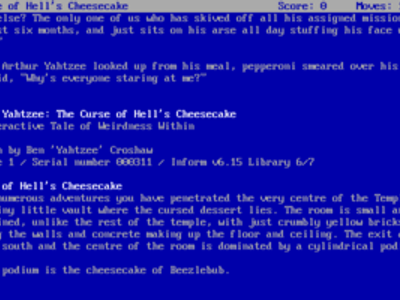 e of Hell's Cheesecake Score: 0 Moves:
else? The only one of us who has skived off all his assigned mission
st six months, and just sits on his arse all day stuffing his face
"
Arthur Yahtzee looked up from his meal, pepperoni smeared over his
id, "Why's everyone staring at me?"
Yahtzee: The Curse of Hell's Cheesecake
eractive Tale of Weirdness Within
n by Ben 'Yahtzee' Croshaw
e 1 / Serial number 000311 / Inform v6.15 Library 6/7
of Hell's Cheesecake
numerous adventures you have penetrated the very centre of the Temp
iny little vault where the cursed dessert lies. The room is small an
ined, unlike the rest of the temple, with just crumbly yellow bricks
g the walls and concrete making up the floor and ceiling. The exit
south and the centre of the room is dominated by a cylindrical pod
podium is the cheesecake of Beezlebub.